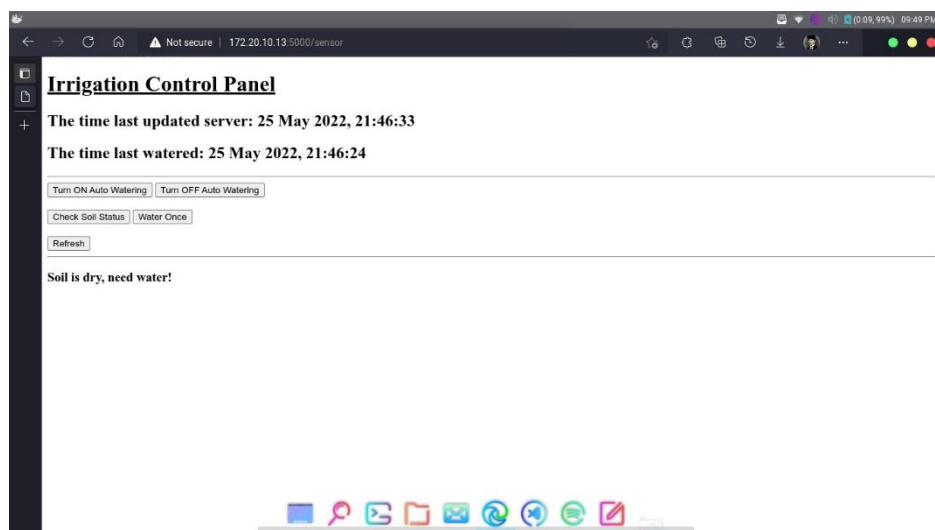 (0:09, 99%) 09:49 PM
Not secure | 172.20.10.13:5000/sensor
Irrigation Control Panel
The time last updated server: 25 May 2022, 21:46:33
The time last watered: 25 May 2022, 21:46:24
Turn ON Auto Watering Turn OFF Auto Watering
Check Soil Status Water Once
Refresh
Soil is dry, need water!